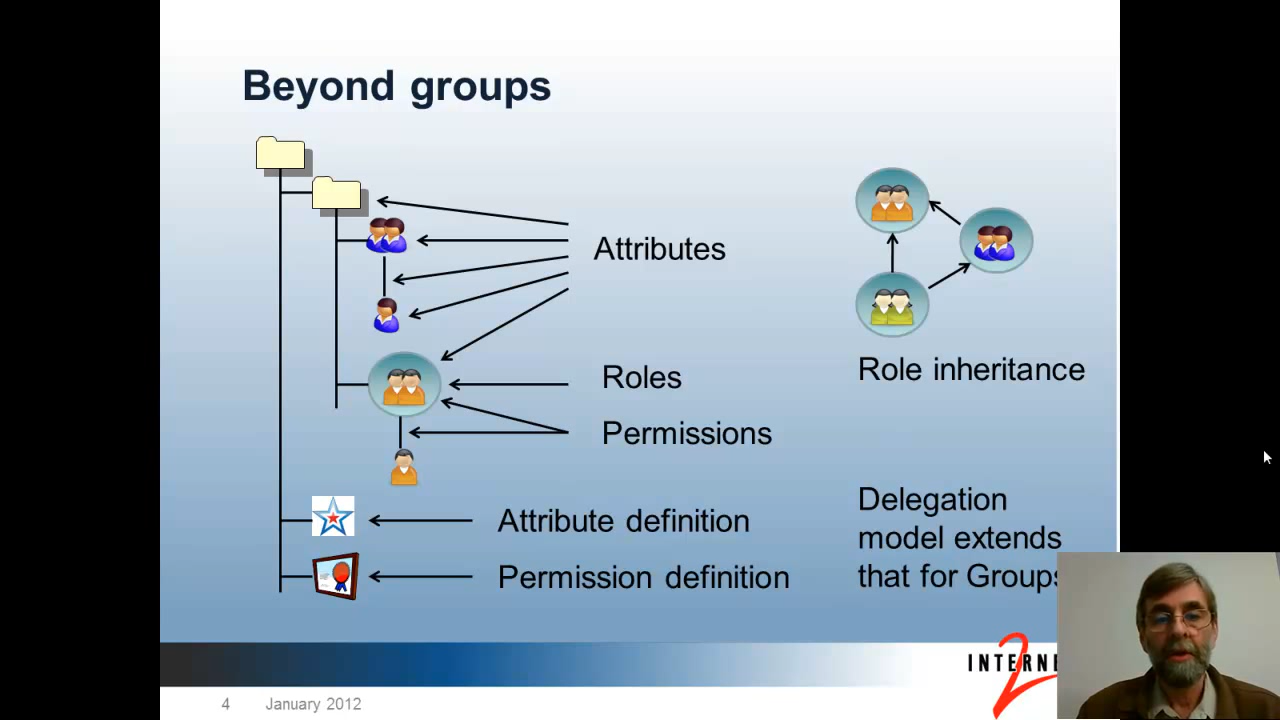 Beyond groups
Attributes
Roles
Permissions
Attribute definition
Permission definition
Role inheritance
Delegation
model extends
that for Groups
INTERNE
2
4 January 2012